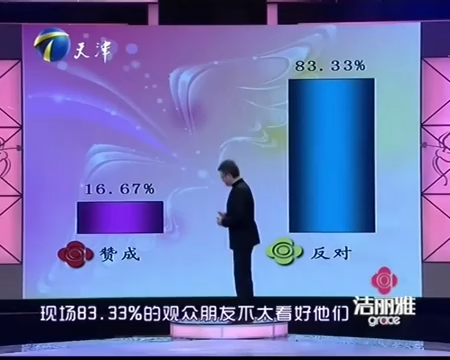 天津
83.33%
16.67%
赞成
反对
现场83.33%的观众朋友不太看好他们
洁丽雅
grace